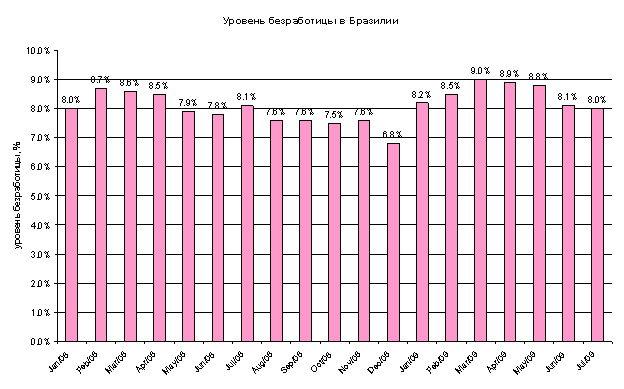 Уровень безработицы в Бразилии
уровень безработицы, %
10.0%
9.0%
8.0%
7.0%
6.0%
5.0%
4.0%
3.0%
2.0%
1.0%
0.0%
8.0%
8.7%
8.6%
8.5%
7.9%
7.8%
8.1%
7.6%
7.6%
7.5%
7.6%
6.8%
8.2%
8.5%
9.0%
8.9%
8.8%
8.1%
8.0%
Jan/08
Feb/08
Mar/08
Apr/08
May/08
Jun/08
Jul/08
Aug/08
Sep/08
Oct/08
Nov/08
Dec/08
Jan/09
Feb/09
Mar/09
Apr/09
May/09
Jun/09
Jul/09